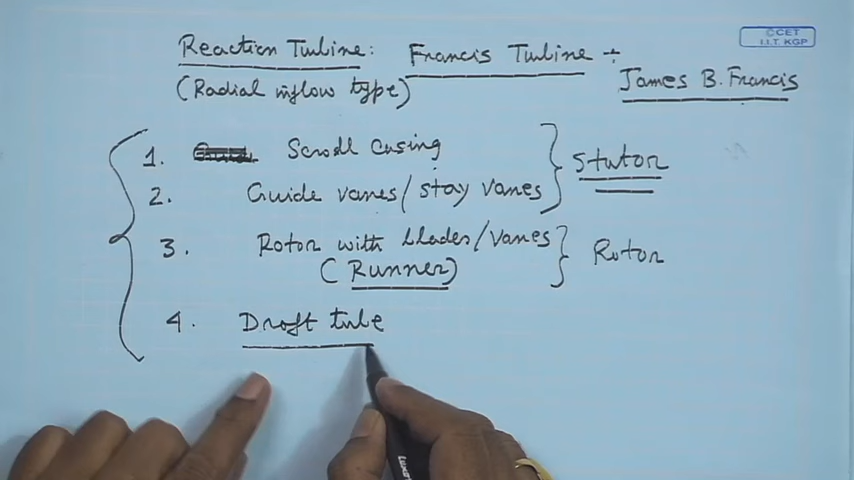 ©CET
I.I.T. KGP
Reaction Turbine: Francis Turbine ÷
(Radial inflow type) James B. Francis
1. Scroll casing
2. Guide vanes/stay vanes } Stator
3. Rotor with blades/vanes
(Runner) } Rotor
4. Draft tube